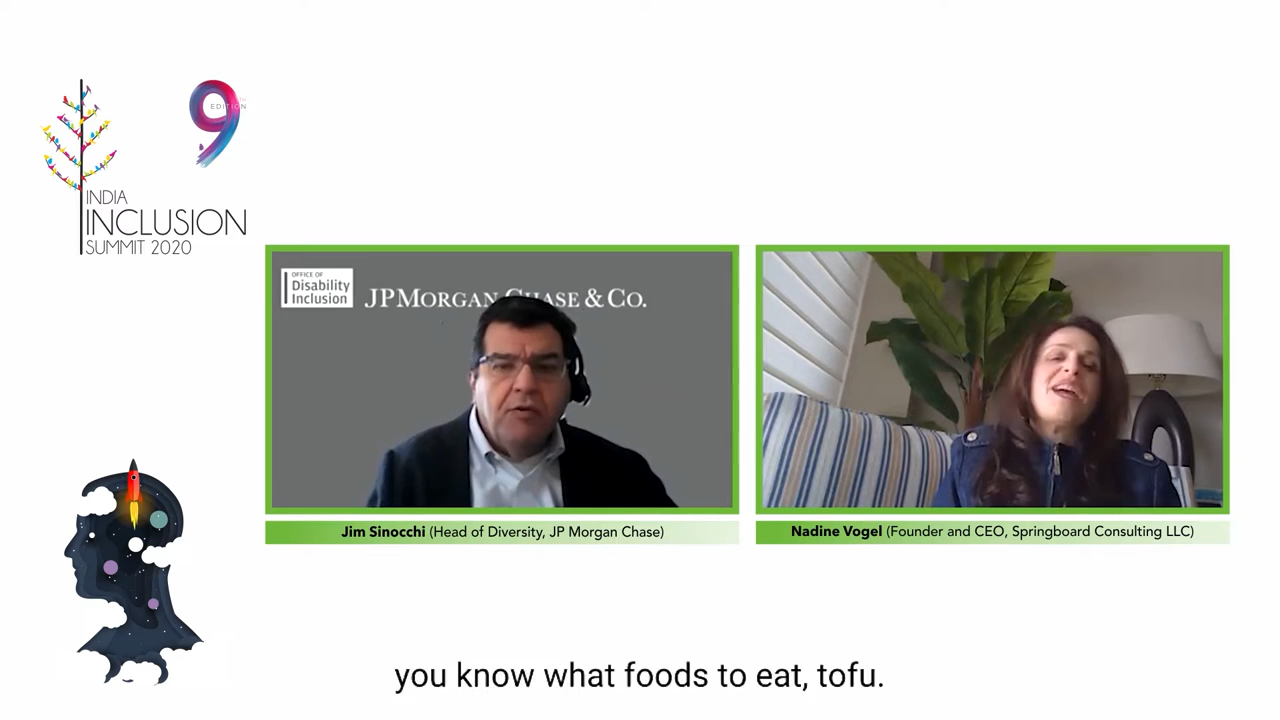 9
TH
EDITION
INDIA
INCLUSION
SUMMIT 2020
OFFICE OF
Disability
Inclusion
JPMORGAN CHASE & CO.
Jim Sinocchi (Head of Diversity, JP Morgan Chase)
Nadine Vogel (Founder and CEO, Springboard Consulting LLC)
you know what foods to eat, tofu.